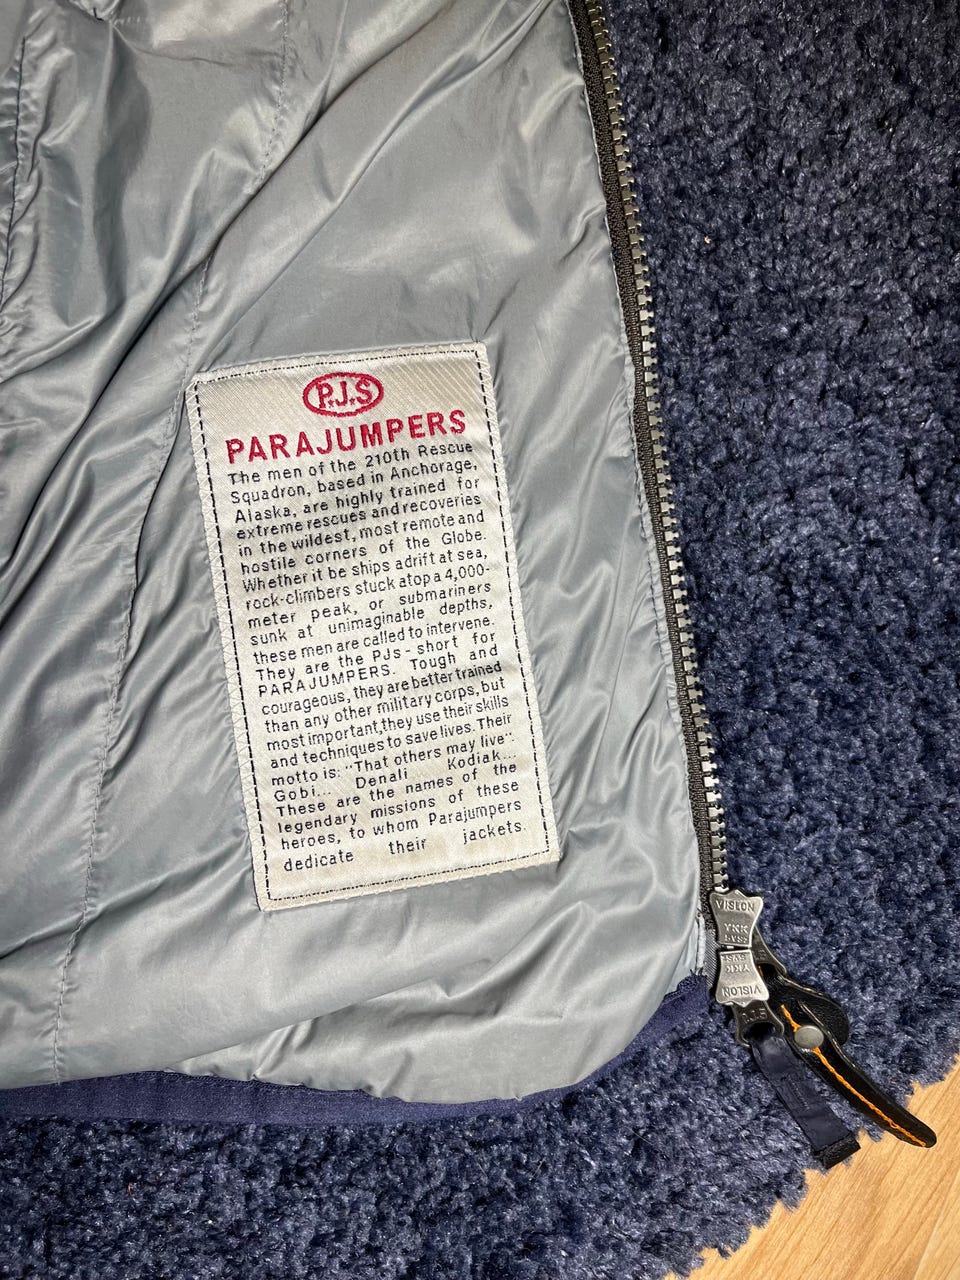 P.J.S
PARAJUMPERS
The men of the 210th Rescue
Squadron, based in Anchorage,
Alaska, are highly trained for
extreme rescues and recoveries
in the wildest, most remote and
hostile corners of the Globe.
Whether it be ships adrift at sea,
rock-climbers stuck atop a 4,000-
meter peak, or submariners
sunk at unimaginable depths,
these men are called to intervene.
They are the PJs - short for
PARAJUMPERS. Tough and
courageous, they are better trained
than any other military corps, but
most important, they use their skills
and techniques to save lives. Their
motto is: "That others may live".
Gobi... Denali Kodiak...
These are the names of the
legendary missions of these
heroes, to whom Parajumpers
dedicate their jackets.
VISLON
YKK
YKK
VISLON
P.J.S